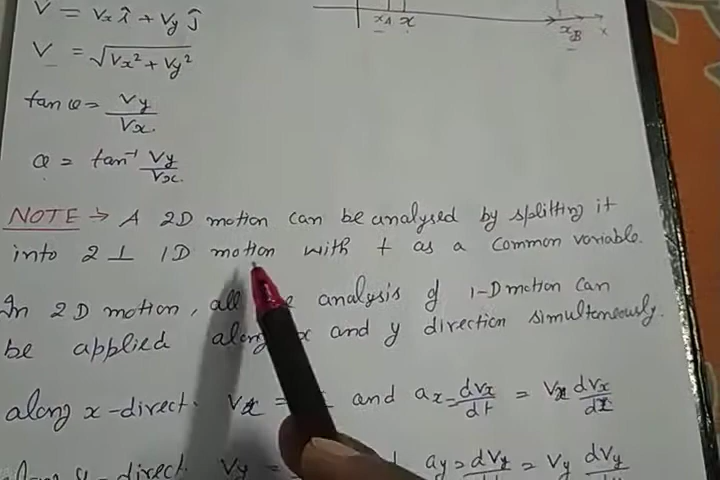 V = Vx î + Vy ĵ
V = √Vx² + Vy²
xA x xB x
tan θ = Vy/Vx.
θ = tan⁻¹ Vy/Vx.
NOTE → A 2D motion can be analysed by splitting it
into 2 ⊥ 1D motion with t as a common variable.
In 2D motion, all analysis of 1-D motion can
be applied along x and y direction simultaneously.
along x-direct. Vx = and ax = dVx/dt = Vx dVx/dx
y-direct. Vy = ay = dVy = Vy dVy